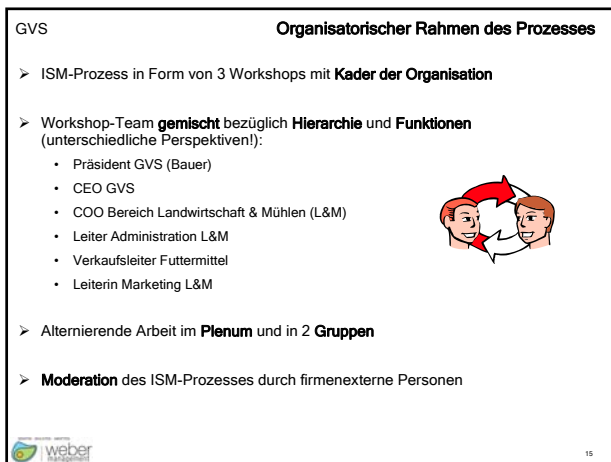 GVS
Organisatorischer Rahmen des Prozesses
➢ ISM-Prozess in Form von 3 Workshops mit Kader der Organisation
➢ Workshop-Team gemischt bezüglich Hierarchie und Funktionen
(unterschiedliche Perspektiven!):
• Präsident GVS (Bauer)
• CEO GVS
• COO Bereich Landwirtschaft & Mühlen (L&M)
• Leiter Administration L&M
• Verkaufsleiter Futtermittel
• Leiterin Marketing L&M
➢ Alternierende Arbeit im Plenum und in 2 Gruppen
➢ Moderation des ISM-Prozesses durch firmenexterne Personen
weber
management
15